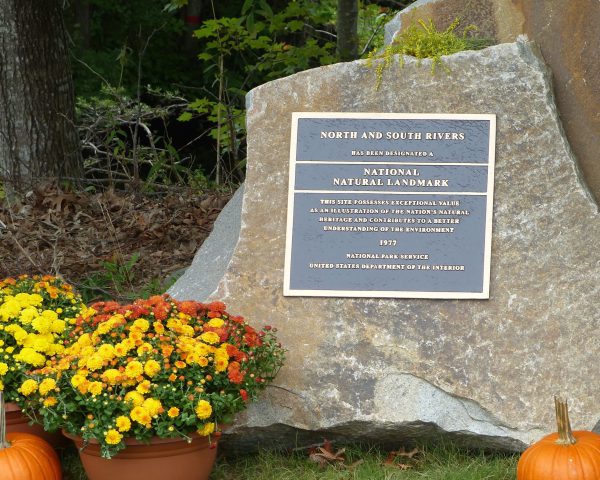 NORTH AND SOUTH RIVERS
HAS BEEN DESIGNATED A
NATIONAL
NATURAL LANDMARK
THIS SITE POSSESSES EXCEPTIONAL VALUE
AS AN ILLUSTRATION OF THE NATION'S NATURAL
HERITAGE AND CONTRIBUTES TO A BETTER
UNDERSTANDING OF THE ENVIRONMENT
1977
NATIONAL PARK SERVICE
UNITED STATES DEPARTMENT OF THE INTERIOR